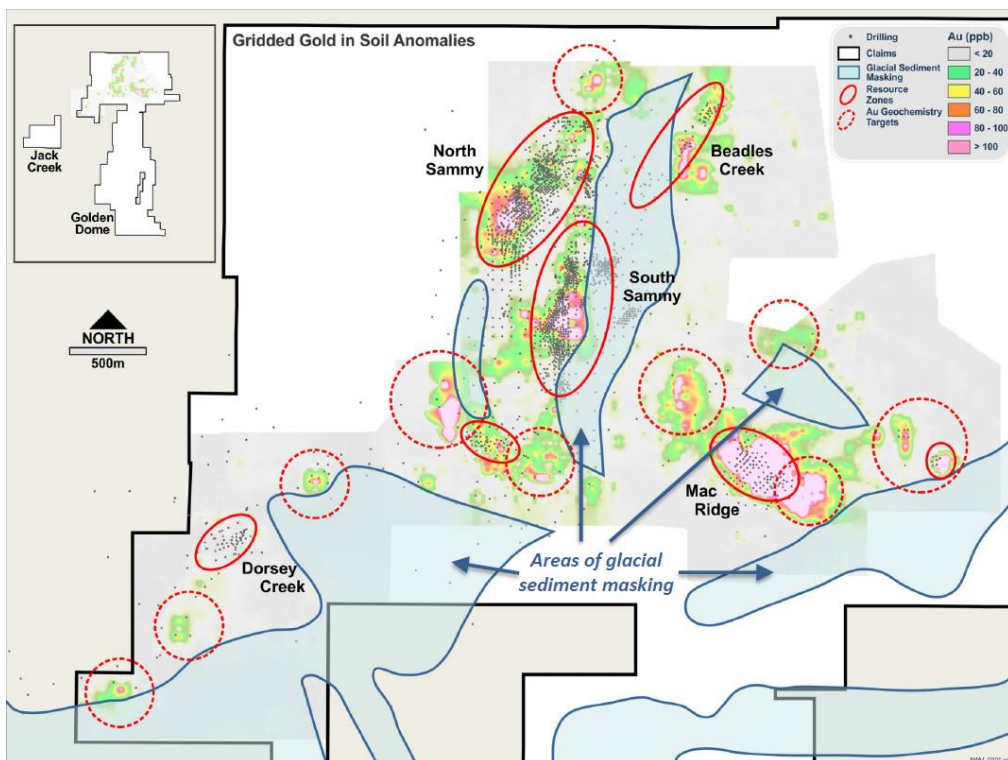 Gridded Gold in Soil Anomalies
Jack
Creek
Golden
Dome
NORTH
500m
Drilling
Claims
Glacial Sediment
Masking
Resource
Zones
Au Geochemistry
Targets
Au (ppb)
< 20
20 - 40
40 - 60
60 - 80
80 - 100
> 100
North
Sammy
Beadles
Creek
South
Sammy
Mac
Ridge
Dorsey
Creek
Areas of glacial
sediment masking